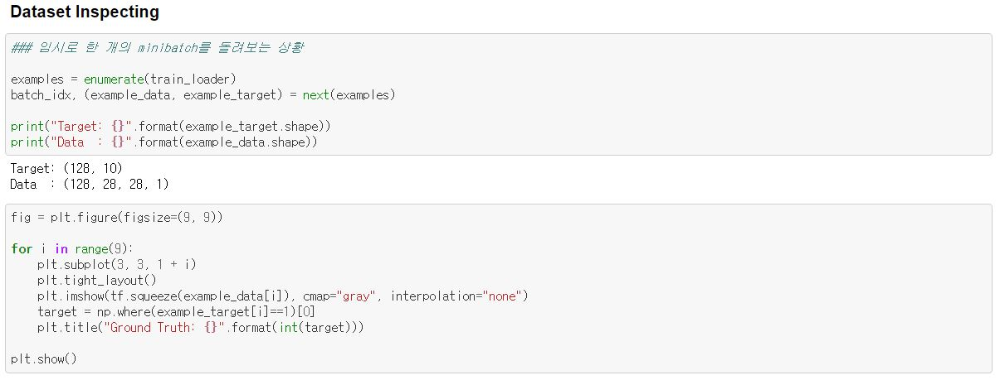 Dataset Inspecting
### 임시로 한 개의 minibatch를 돌려보는 상황
examples = enumerate(train_loader)
batch_idx, (example_data, example_target) = next(examples)
print("Target: {}".format(example_target.shape))
print("Data  : {}".format(example_data.shape))
Target: (128, 10)
Data  : (128, 28, 28, 1)
fig = plt.figure(figsize=(9, 9))
for i in range(9):
    plt.subplot(3, 3, 1 + i)
    plt.tight_layout()
    plt.imshow(tf.squeeze(example_data[i]), cmap="gray", interpolation="none")
    target = np.where(example_target[i]==1)[0]
    plt.title("Ground Truth: {}".format(int(target)))
plt.show()